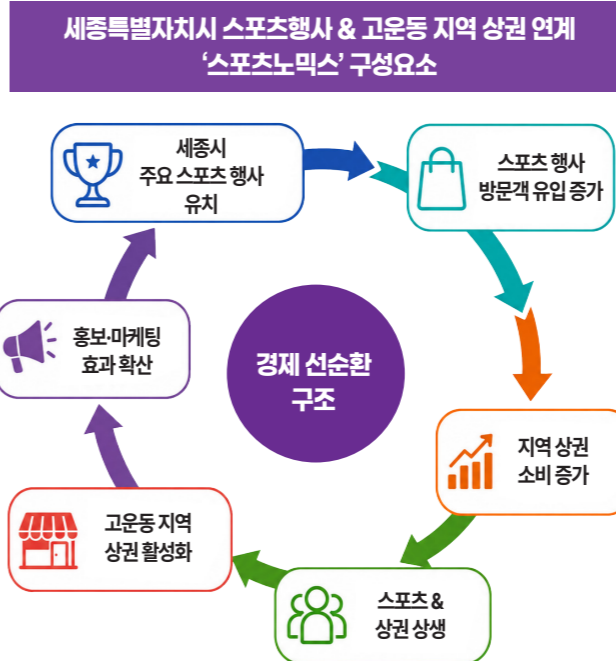 세종특별자치시 스포츠행사 & 고운동 지역 상권 연계
‘스포츠노믹스’ 구성요소
세종시
주요 스포츠 행사
유치
스포츠 행사
방문객 유입 증가
지역 상권
소비 증가
스포츠 &
상권 상생
고운동 지역
상권 활성화
홍보·마케팅
효과 확산
경제 선순환
구조